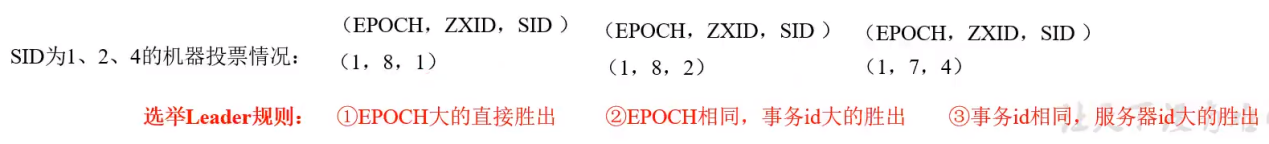 （EPOCH，ZXID，SID ） （EPOCH，ZXID，SID ） （EPOCH，ZXID，SID ）
SID为1、2、4的机器投票情况： （1，8，1） （1，8，2） （1，7，4）
选举Leader规则： ①EPOCH大的直接胜出 ②EPOCH相同，事务id大的胜出 ③事务id相同，服务器id大的胜出